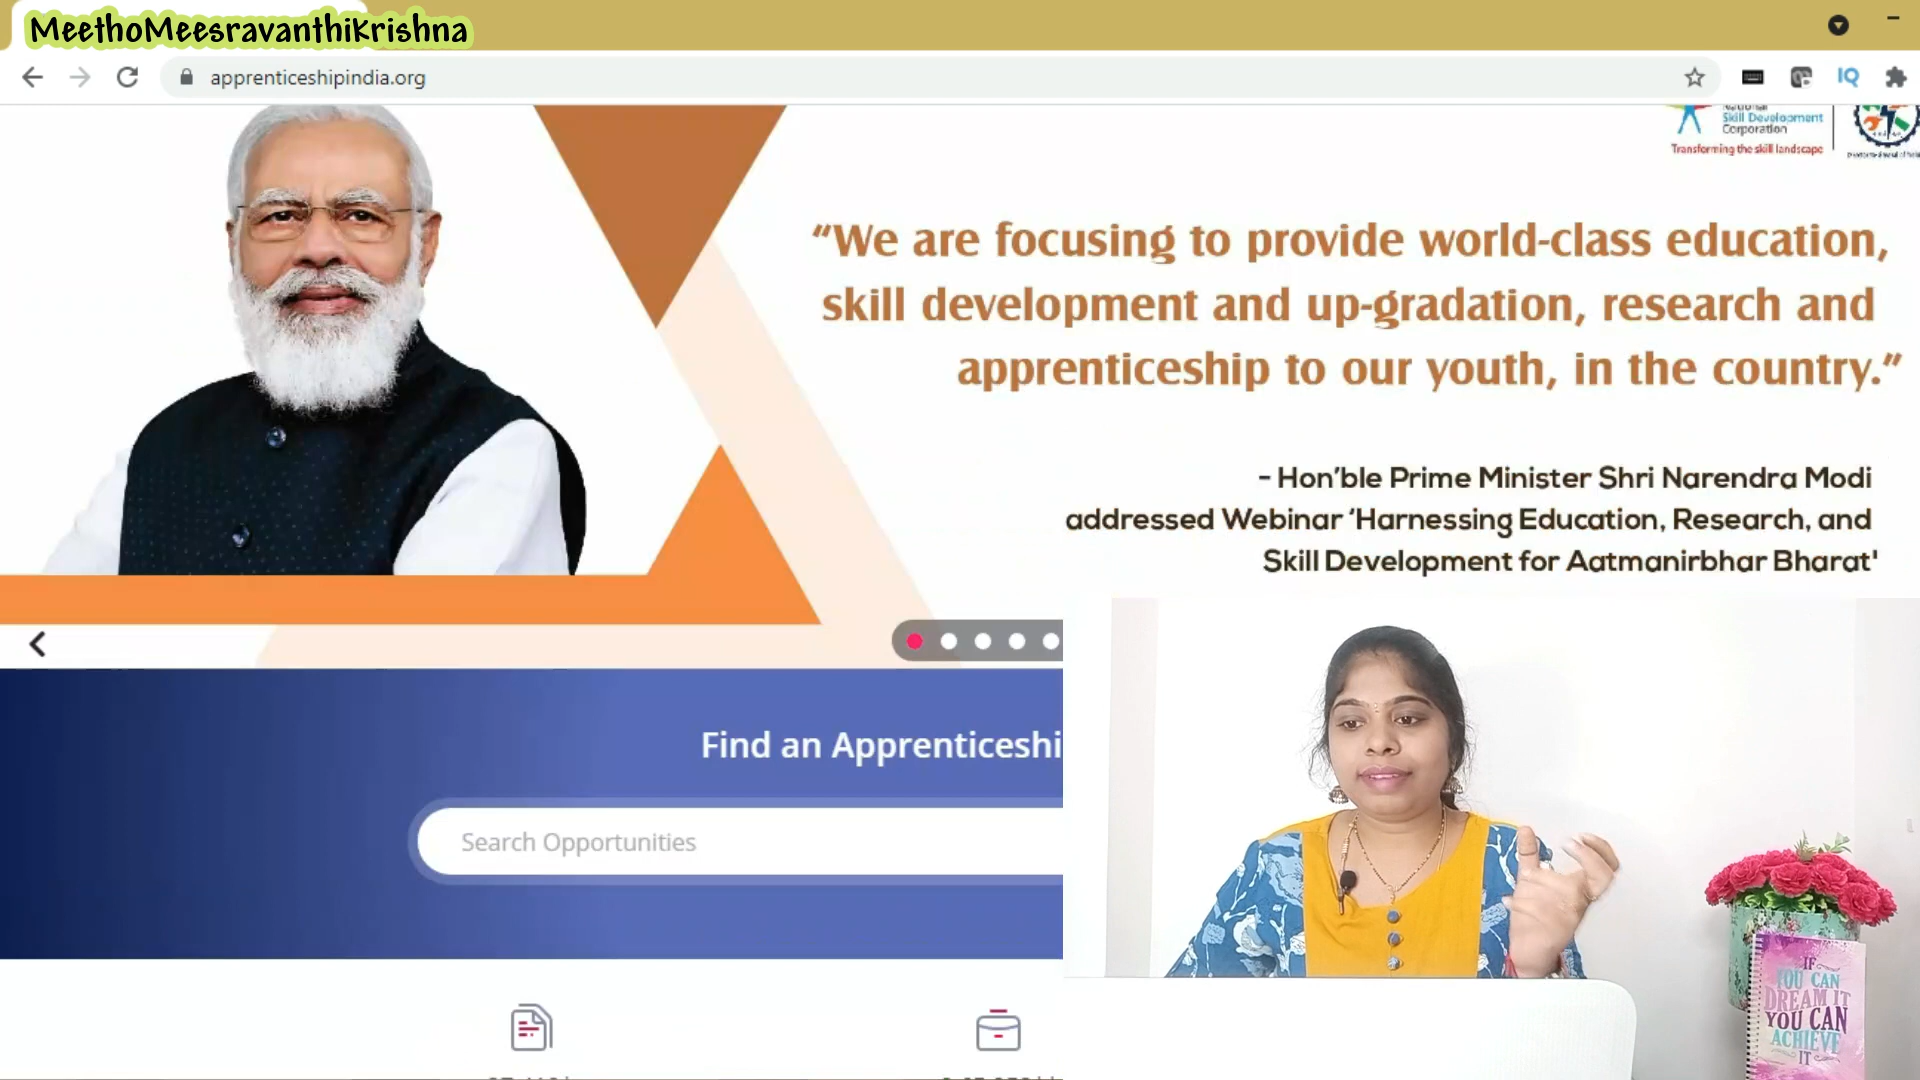 MeethoMeesravanthiKrishna
apprenticeshipindia.org
IQ
National
Skill Development
Corporation
Transforming the skill landscape
“We are focusing to provide world-class education,
skill development and up-gradation, research and
apprenticeship to our youth, in the country.”
- Hon’ble Prime Minister Shri Narendra Modi
addressed Webinar ‘Harnessing Education, Research, and
Skill Development for Aatmanirbhar Bharat'
Find an Apprenticeshi
Search Opportunities
IF
YOU CAN
DREAM IT
YOU CAN
ACHIEVE
IT